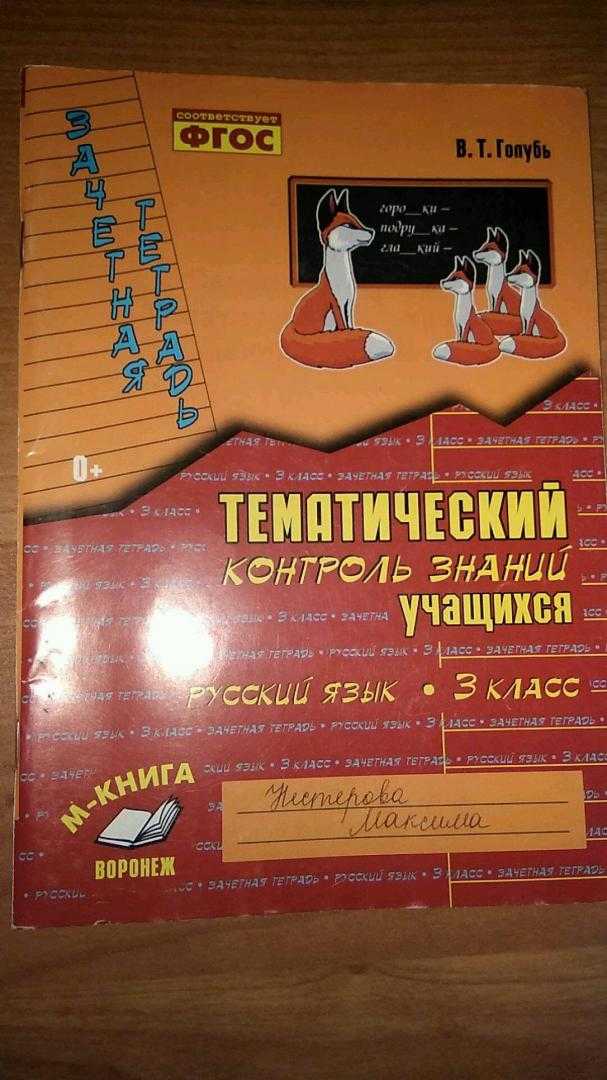 ЗАЧЕТНАЯ
ТЕТРАДЬ
соответствует
ФГОС
В. Т. Голубь
горо__ки –
подру__ка –
гла__кий –
0+
ТЕМАТИЧЕСКИЙ
КОНТРОЛЬ ЗНАНИЙ
УЧАЩИХСЯ
РУССКИЙ ЯЗЫК • 3 КЛАСС
М-КНИГА
ВОРОНЕЖ
Нестерова
Максима